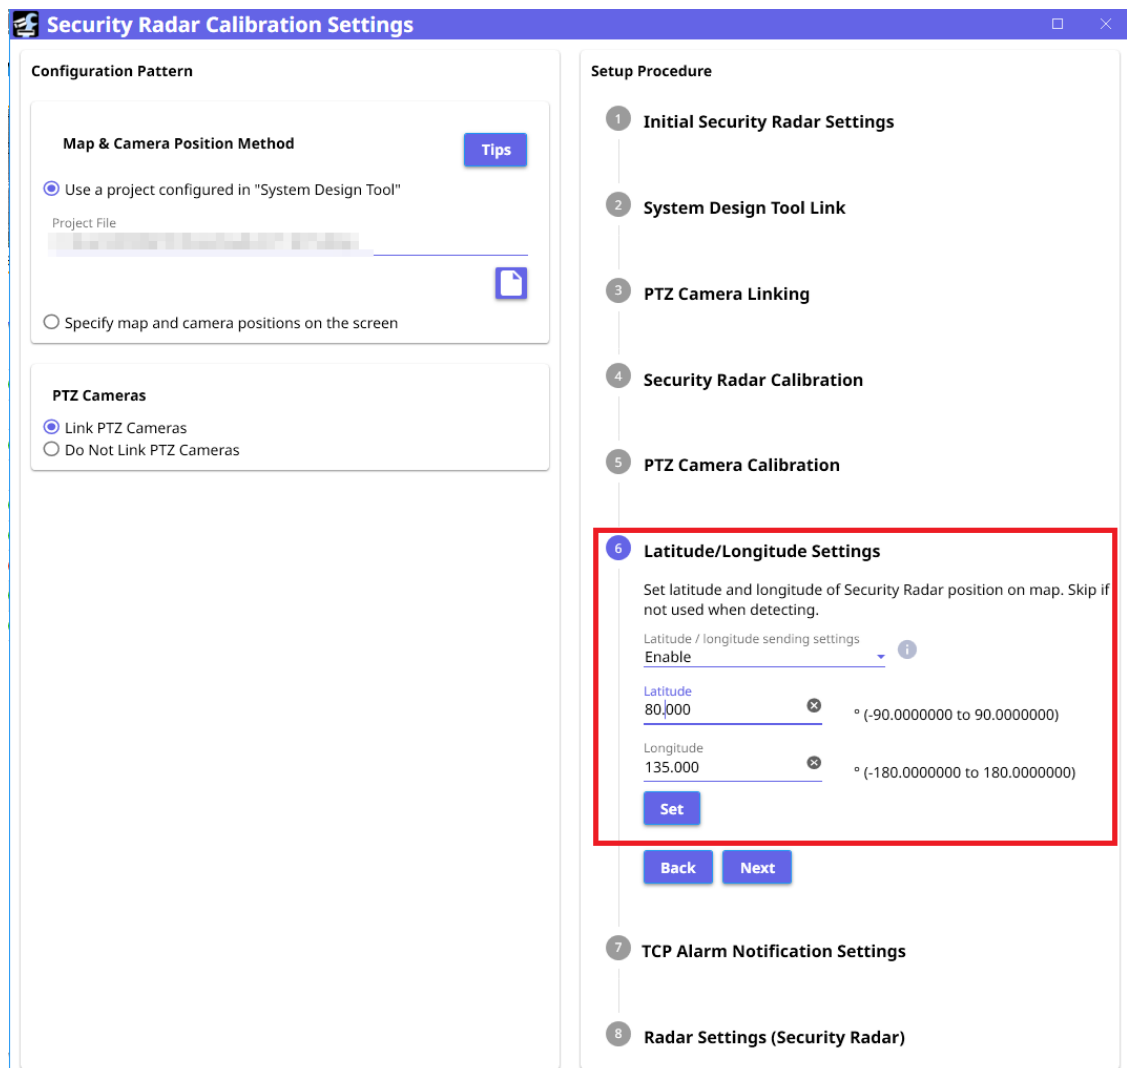 Security Radar Calibration Settings
Configuration Pattern
Map & Camera Position Method
Tips
Use a project configured in "System Design Tool"
Project File
Specify map and camera positions on the screen
PTZ Cameras
Link PTZ Cameras
Do Not Link PTZ Cameras
Setup Procedure
1 Initial Security Radar Settings
2 System Design Tool Link
3 PTZ Camera Linking
4 Security Radar Calibration
5 PTZ Camera Calibration
6 Latitude/Longitude Settings
Set latitude and longitude of Security Radar position on map. Skip if
not used when detecting.
Latitude / longitude sending settings
Enable
Latitude
80.000 ° (-90.0000000 to 90.0000000)
Longitude
135.000 ° (-180.0000000 to 180.0000000)
Set
Back Next
7 TCP Alarm Notification Settings
8 Radar Settings (Security Radar)